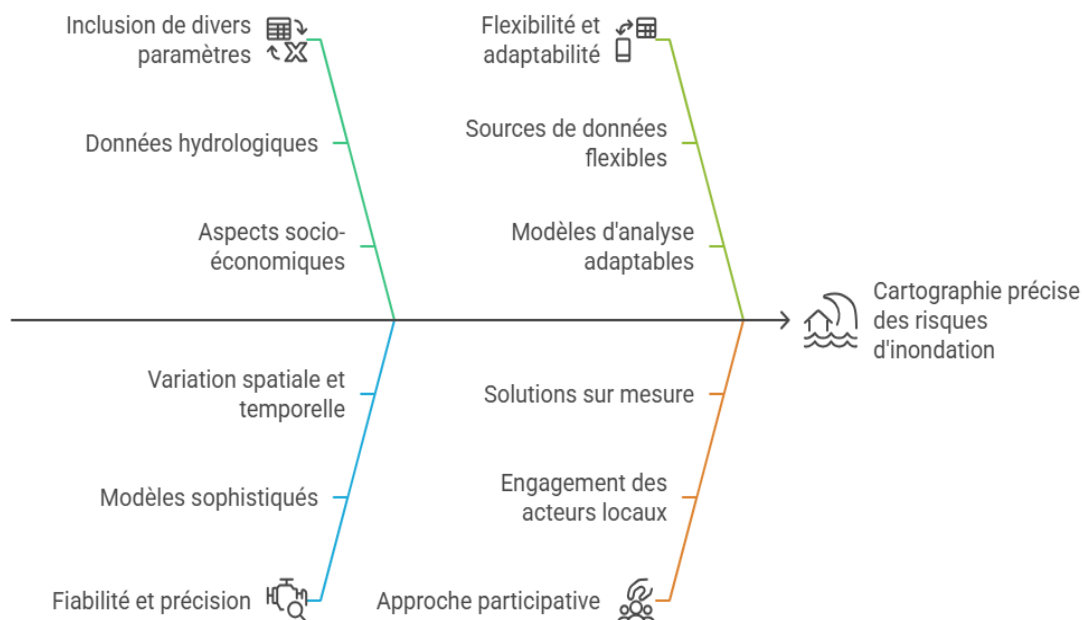 Inclusion de divers
paramètres
Données hydrologiques
Aspects socio-
économiques
Flexibilité et
adaptabilité
Sources de données
flexibles
Modèles d'analyse
adaptables
Cartographie précise
des risques
d'inondation
Variation spatiale et
temporelle
Modèles sophistiqués
Fiabilité et précision
Solutions sur mesure
Engagement des
acteurs locaux
Approche participative